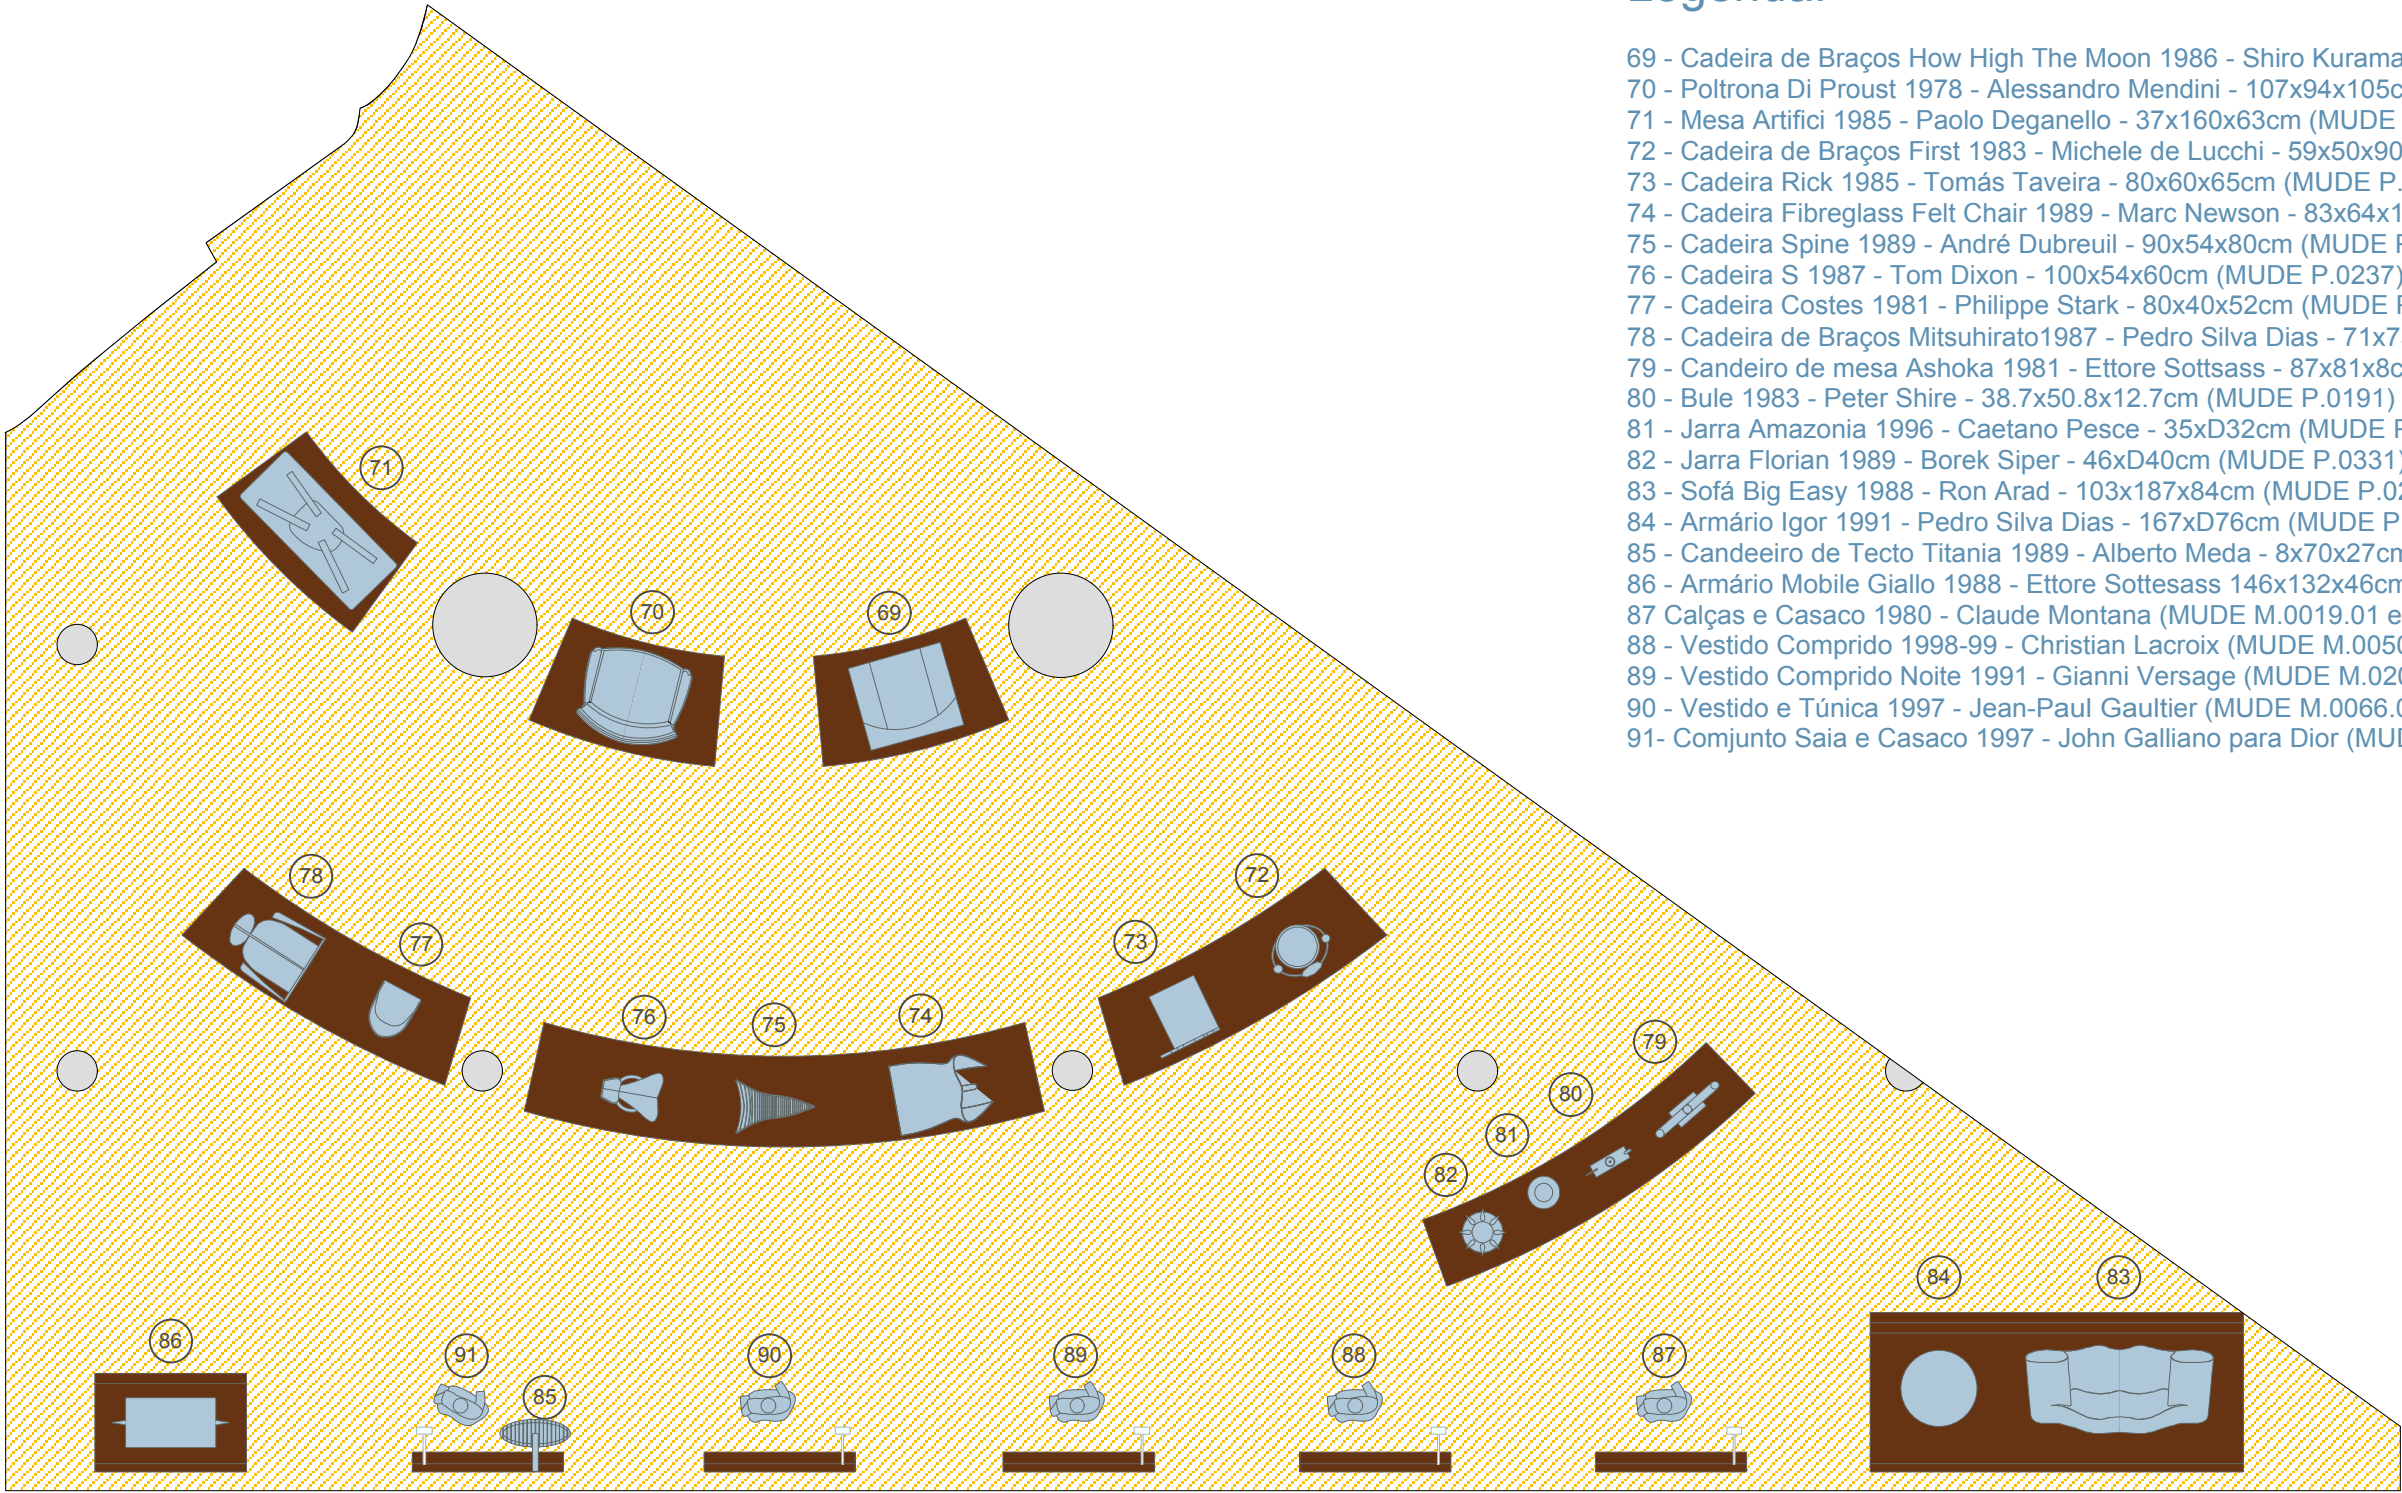 Legenda:
69 - Cadeira de Braços How High The Moon 1986 - Shiro Kurama
70 - Poltrona Di Proust 1978 - Alessandro Mendini - 107x94x105c
71 - Mesa Artifici 1985 - Paolo Deganello - 37x160x63cm (MUDE
72 - Cadeira de Braços First 1983 - Michele de Lucchi - 59x50x90
73 - Cadeira Rick 1985 - Tomás Taveira - 80x60x65cm (MUDE P.
74 - Cadeira Fibreglass Felt Chair 1989 - Marc Newson - 83x64x1
75 - Cadeira Spine 1989 - André Dubreuil - 90x54x80cm (MUDE P
76 - Cadeira S 1987 - Tom Dixon - 100x54x60cm (MUDE P.0237)
77 - Cadeira Costes 1981 - Philippe Stark - 80x40x52cm (MUDE P
78 - Cadeira de Braços Mitsuhirato1987 - Pedro Silva Dias - 71x7
79 - Candeiro de mesa Ashoka 1981 - Ettore Sottsass - 87x81x8c
80 - Bule 1983 - Peter Shire - 38.7x50.8x12.7cm (MUDE P.0191)
81 - Jarra Amazonia 1996 - Caetano Pesce - 35xD32cm (MUDE P
82 - Jarra Florian 1989 - Borek Siper - 46xD40cm (MUDE P.0331)
83 - Sofá Big Easy 1988 - Ron Arad - 103x187x84cm (MUDE P.02
84 - Armário Igor 1991 - Pedro Silva Dias - 167xD76cm (MUDE P
85 - Candeeiro de Tecto Titania 1989 - Alberto Meda - 8x70x27cm
86 - Armário Mobile Giallo 1988 - Ettore Sottesass 146x132x46cm
87 Calças e Casaco 1980 - Claude Montana (MUDE M.0019.01 e
88 - Vestido Comprido 1998-99 - Christian Lacroix (MUDE M.0050
89 - Vestido Comprido Noite 1991 - Gianni Versage (MUDE M.020
90 - Vestido e Túnica 1997 - Jean-Paul Gaultier (MUDE M.0066.0
91- Comjunto Saia e Casaco 1997 - John Galliano para Dior (MUD
71
70
69
78
72
77
73
76
75
74
79
80
81
82
84
83
86
91
90
89
88
87
85